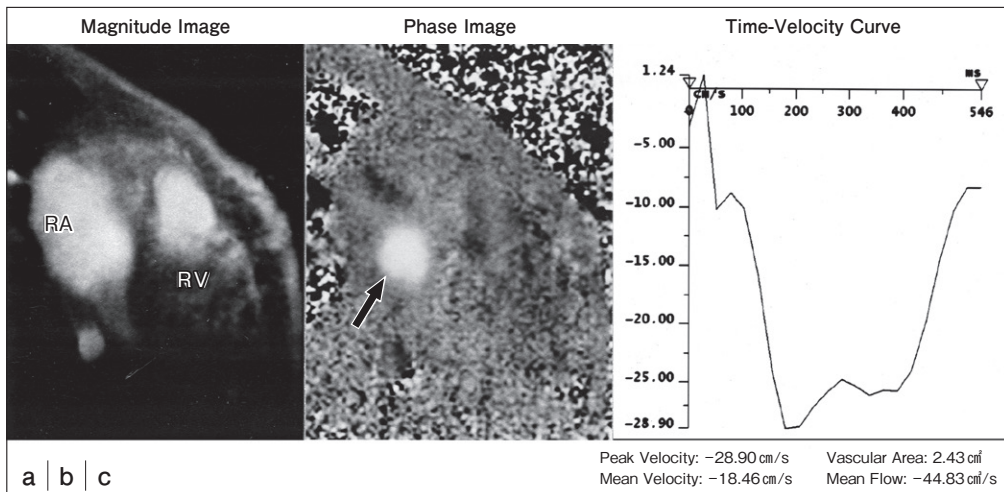 Magnitude Image
Phase Image
Time-Velocity Curve
RA
RV
1.24
cm/s
ms
0
100
200
300
400
546
-5.00
-10.00
-15.00
-20.00
-25.00
-28.90
a | b | c
Peak Velocity: -28.90 cm/s
Vascular Area: 2.43 ㎠
Mean Velocity: -18.46 cm/s
Mean Flow: -44.83 ㎠/s